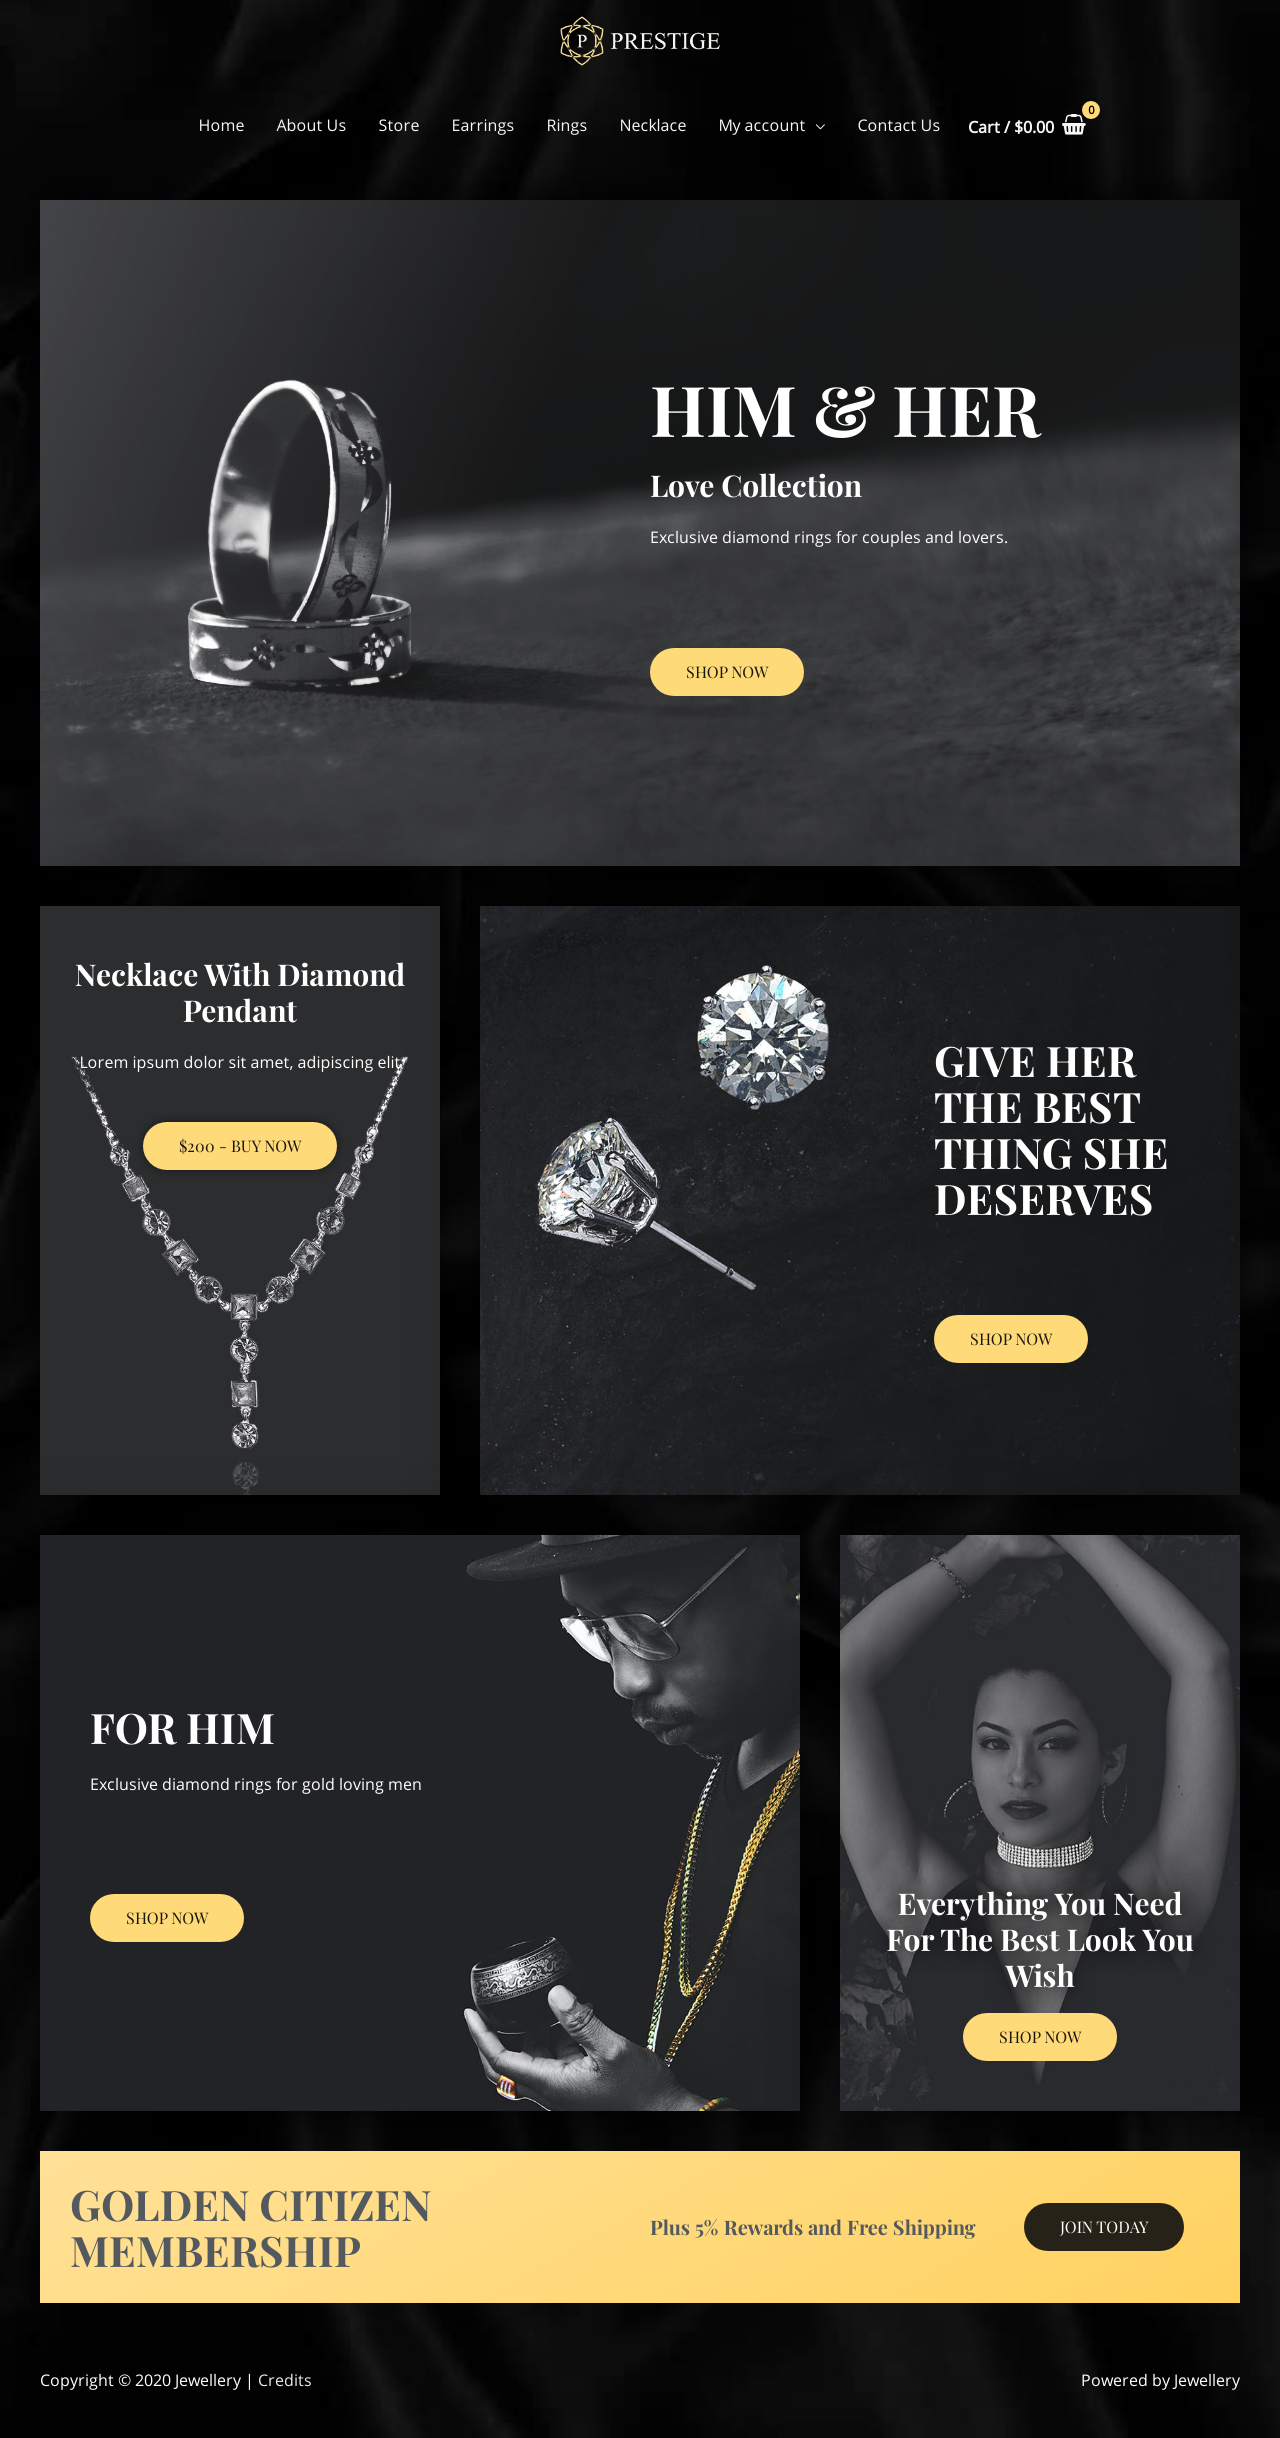 P PRESTIGE
Home About Us Store Earrings Rings Necklace My account Contact Us Cart / $0.00 0
HIM & HER
Love Collection
Exclusive diamond rings for couples and lovers.
SHOP NOW
Necklace With Diamond
Pendant
Lorem ipsum dolor sit amet, adipiscing elit.
$200 - BUY NOW
GIVE HER
THE BEST
THING SHE
DESERVES
SHOP NOW
FOR HIM
Exclusive diamond rings for gold loving men
SHOP NOW
Everything You Need
For The Best Look You
Wish
SHOP NOW
GOLDEN CITIZEN
MEMBERSHIP
Plus 5% Rewards and Free Shipping
JOIN TODAY
Copyright © 2020 Jewellery | Credits
Powered by Jewellery